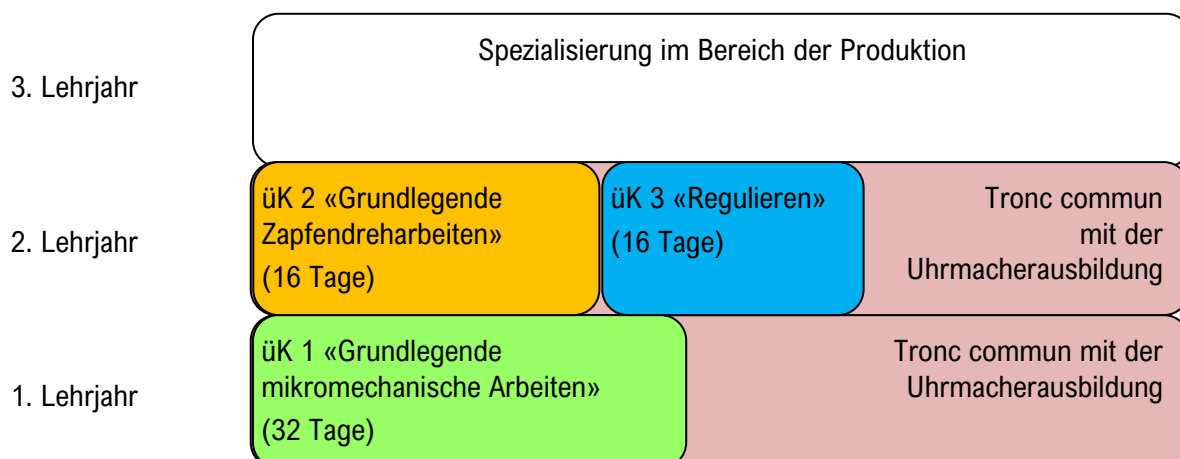 3. Lehrjahr
Spezialisierung im Bereich der Produktion
2. Lehrjahr
üK 2 «Grundlegende
Zapfendreharbeiten»
(16 Tage)
üK 3 «Regulieren»
(16 Tage)
Tronc commun
mit der
Uhrmacherausbildung
1. Lehrjahr
üK 1 «Grundlegende
mikromechanische Arbeiten»
(32 Tage)
Tronc commun mit der
Uhrmacherausbildung